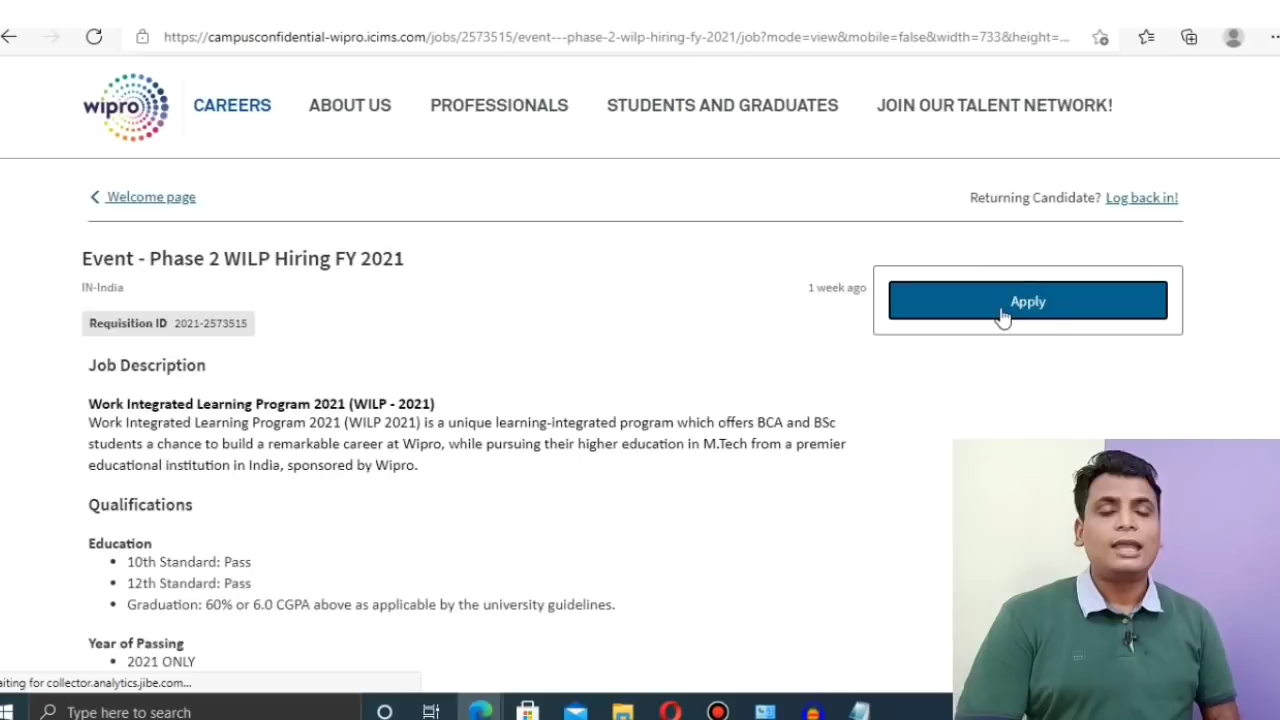 https://campusconfidential-wipro.icims.com/jobs/2573515/event---phase-2-wilp-hiring-fy-2021/job?mode=view&mobile=false&width=733&height=...
wipro
CAREERS
ABOUT US
PROFESSIONALS
STUDENTS AND GRADUATES
JOIN OUR TALENT NETWORK!
Welcome page
Returning Candidate? Log back in!
Event - Phase 2 WILP Hiring FY 2021
IN-India
1 week ago
Apply
Requisition ID 2021-2573515
Job Description
Work Integrated Learning Program 2021 (WILP - 2021)
Work Integrated Learning Program 2021 (WILP 2021) is a unique learning-integrated program which offers BCA and BSc
students a chance to build a remarkable career at Wipro, while pursuing their higher education in M.Tech from a premier
educational institution in India, sponsored by Wipro.
Qualifications
Education
10th Standard: Pass
12th Standard: Pass
Graduation: 60% or 6.0 CGPA above as applicable by the university guidelines.
Year of Passing
2021 ONLY
aiting for collector.analytics.jibe.com...
Type here to search